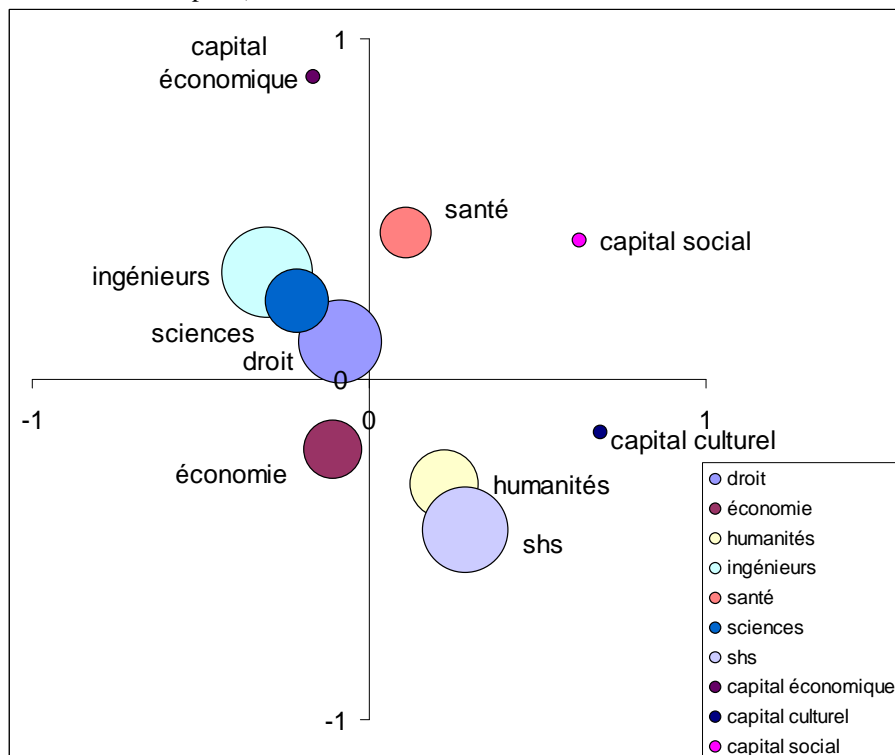 1
capital
économique
santé
capital social
ingénieurs
sciences
droit
0
-1
0
1
capital culturel
économie
humanités
shs
-1
droit
économie
humanités
ingénieurs
santé
sciences
shs
capital économique
capital culturel
capital social